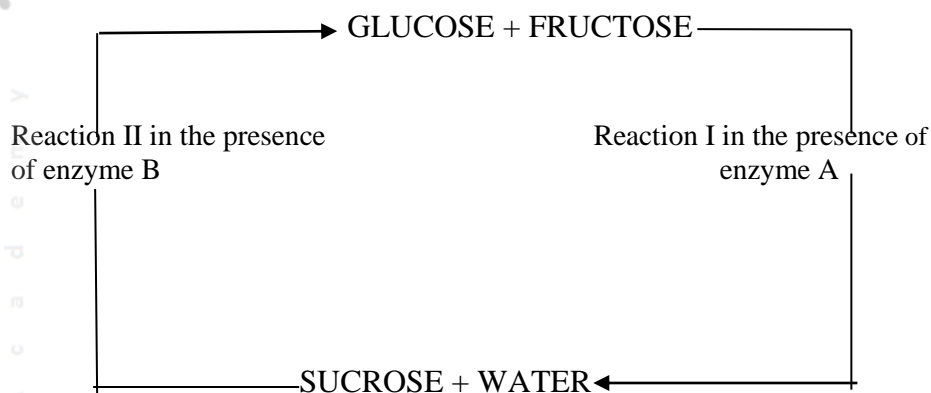 GLUCOSE + FRUCTOSE
Reaction II in the presence
of enzyme B
Reaction I in the presence of
enzyme A
SUCROSE + WATER